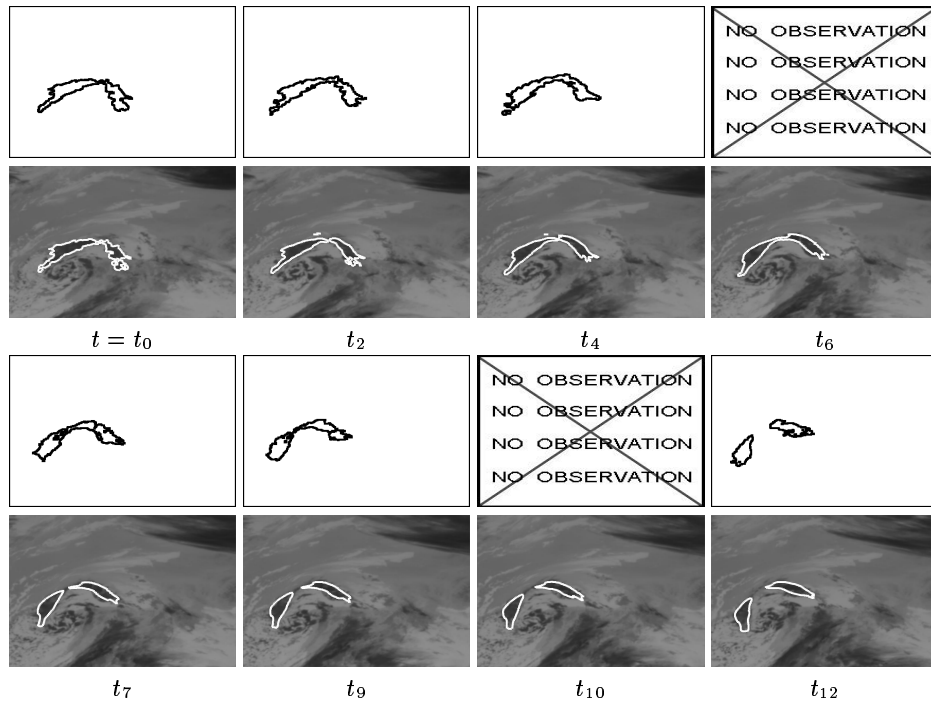 NO OBSERVATION
NO OBSERVATION
NO OBSERVATION
NO OBSERVATION
t = t₀
t₂
t₄
t₆
NO OBSERVATION
NO OBSERVATION
NO OBSERVATION
NO OBSERVATION
t₇
t₉
t₁₀
t₁₂